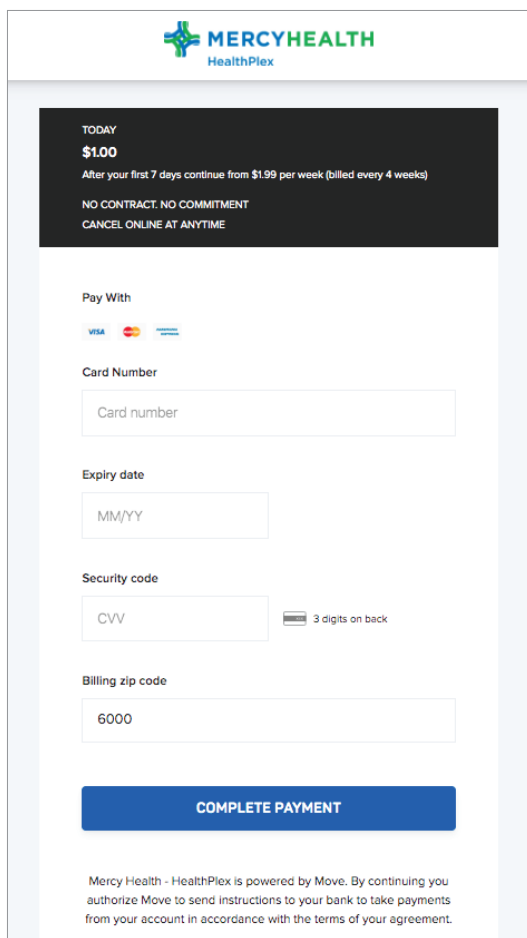 MERCYHEALTH
HealthPlex
TODAY
$1.00
After your first 7 days continue from $1.99 per week (billed every 4 weeks)
NO CONTRACT. NO COMMITMENT
CANCEL ONLINE AT ANYTIME
Pay With
VISA
Card Number
Card number
Expiry date
MM/YY
Security code
CVV
3 digits on back
Billing zip code
6000
COMPLETE PAYMENT
Mercy Health - HealthPlex is powered by Move. By continuing you
authorize Move to send instructions to your bank to take payments
from your account in accordance with the terms of your agreement.